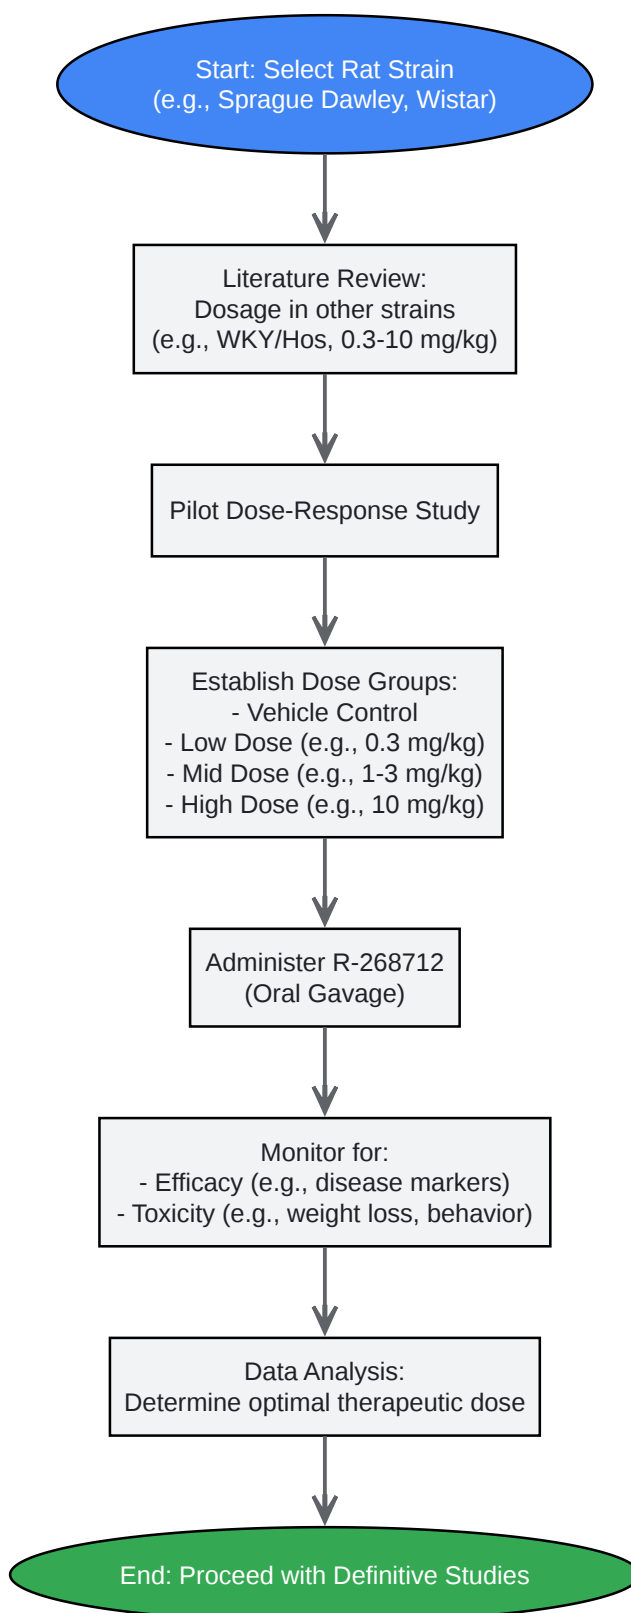 Start: Select Rat Strain
(e.g., Sprague Dawley, Wistar)
Literature Review:
Dosage in other strains
(e.g., WKY/Hos, 0.3-10 mg/kg)
Pilot Dose-Response Study
Establish Dose Groups:
- Vehicle Control
- Low Dose (e.g., 0.3 mg/kg)
- Mid Dose (e.g., 1-3 mg/kg)
- High Dose (e.g., 10 mg/kg)
Administer R-268712
(Oral Gavage)
Monitor for:
- Efficacy (e.g., disease markers)
- Toxicity (e.g., weight loss, behavior)
Data Analysis:
Determine optimal therapeutic dose
End: Proceed with Definitive Studies